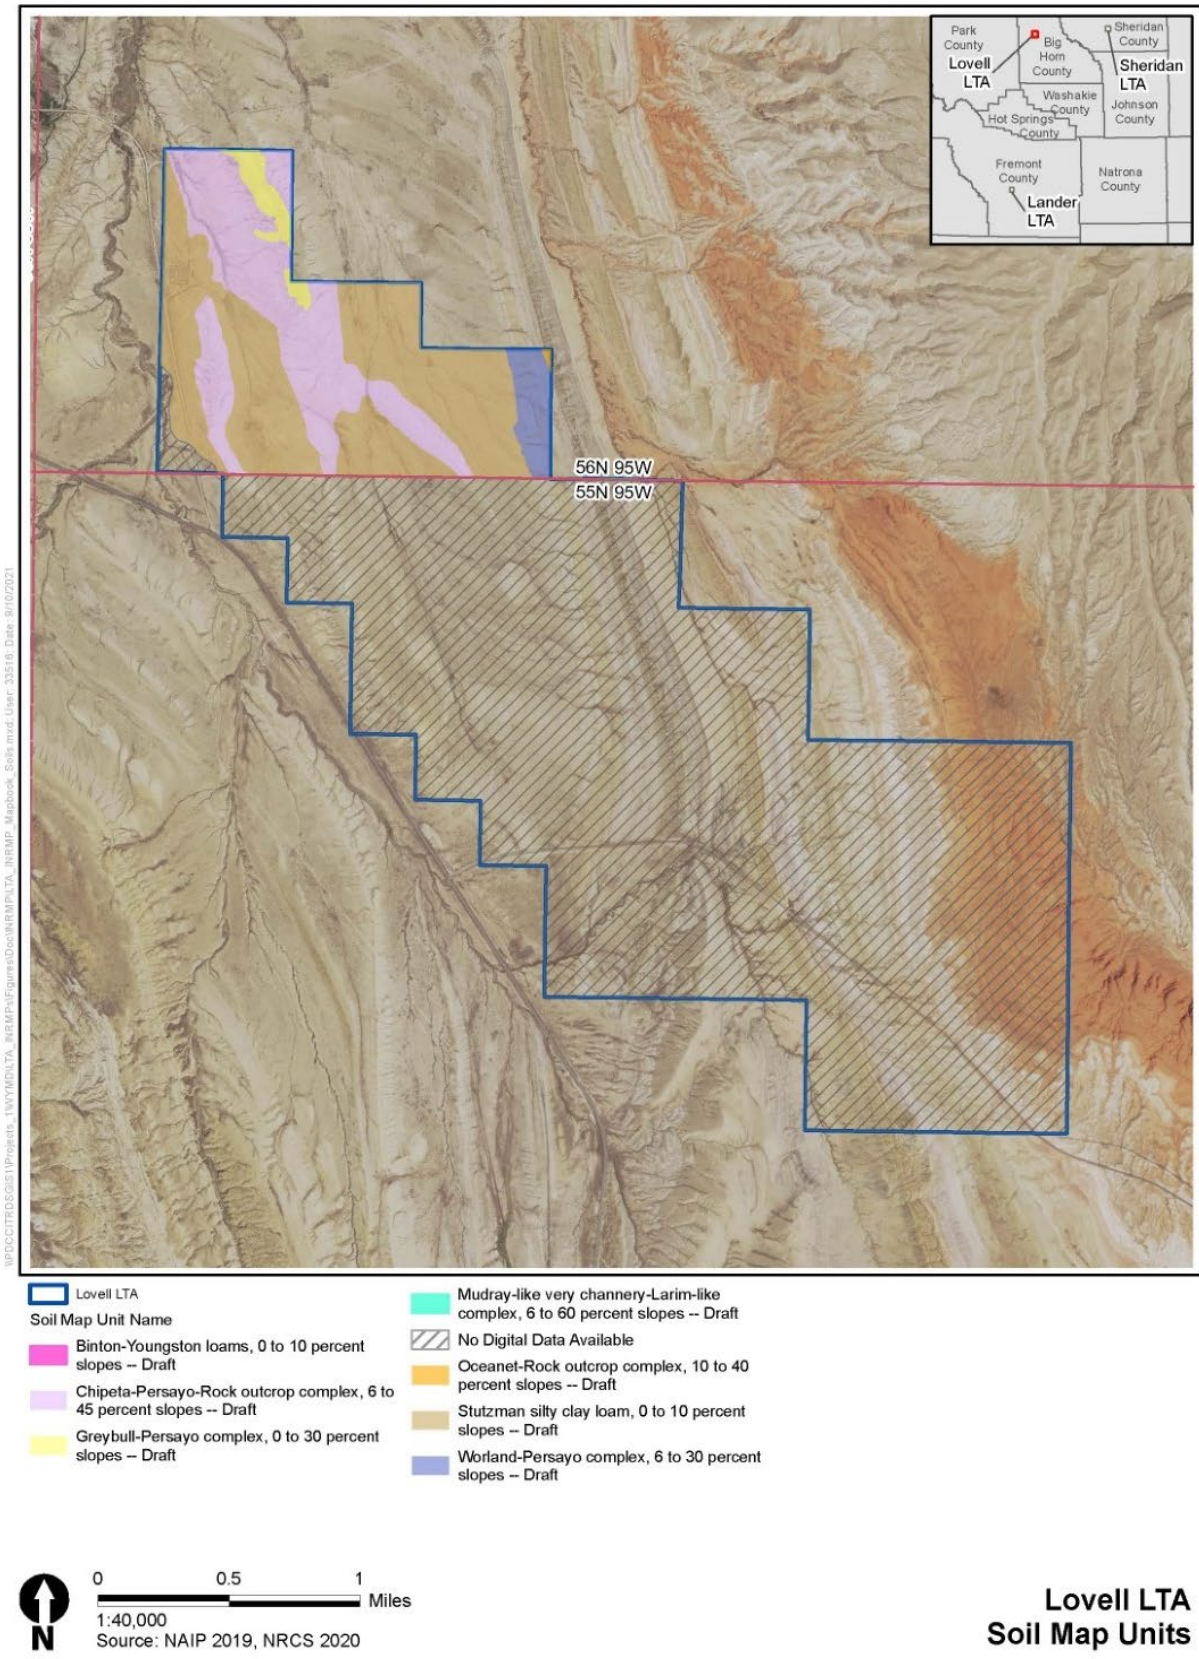 Park
County
Big
Horn
County
Sheridan
County
Lovell
LTA
Sheridan
LTA
Washakie
County
Johnson
County
Hot Springs
County
Fremont
County
Natrona
County
Lander
LTA
56N 95W
55N 95W
Lovell LTA
Soil Map Unit Name
Binton-Youngston loams, 0 to 10 percent
slopes -- Draft
Chipeta-Persayo-Rock outcrop complex, 6 to
45 percent slopes -- Draft
Greybull-Persayo complex, 0 to 30 percent
slopes -- Draft
Mudray-like very channery-Larim-like
complex, 6 to 60 percent slopes -- Draft
No Digital Data Available
Oceanet-Rock outcrop complex, 10 to 40
percent slopes -- Draft
Stutzman silty clay loam, 0 to 10 percent
slopes -- Draft
Worland-Persayo complex, 6 to 30 percent
slopes -- Draft
N
0 0.5 1
Miles
1:40,000
Source: NAIP 2019, NRCS 2020
Lovell LTA
Soil Map Units